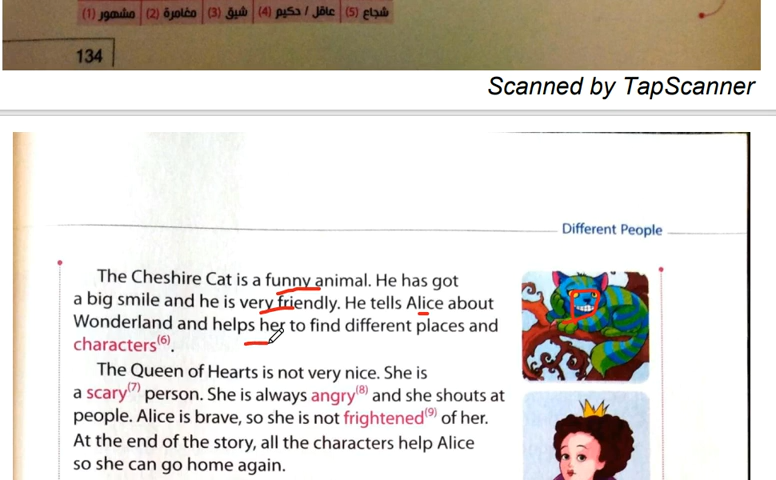 (1) مشهور (2) مغامرة (3) شيق (4) عاقل / حكيم (5) شجاع
134
Scanned by TapScanner
Different People
The Cheshire Cat is a funny animal. He has got
a big smile and he is very friendly. He tells Alice about
Wonderland and helps her to find different places and
characters(6).
The Queen of Hearts is not very nice. She is
a scary(7) person. She is always angry(8) and she shouts at
people. Alice is brave, so she is not frightened(9) of her.
At the end of the story, all the characters help Alice
so she can go home again.